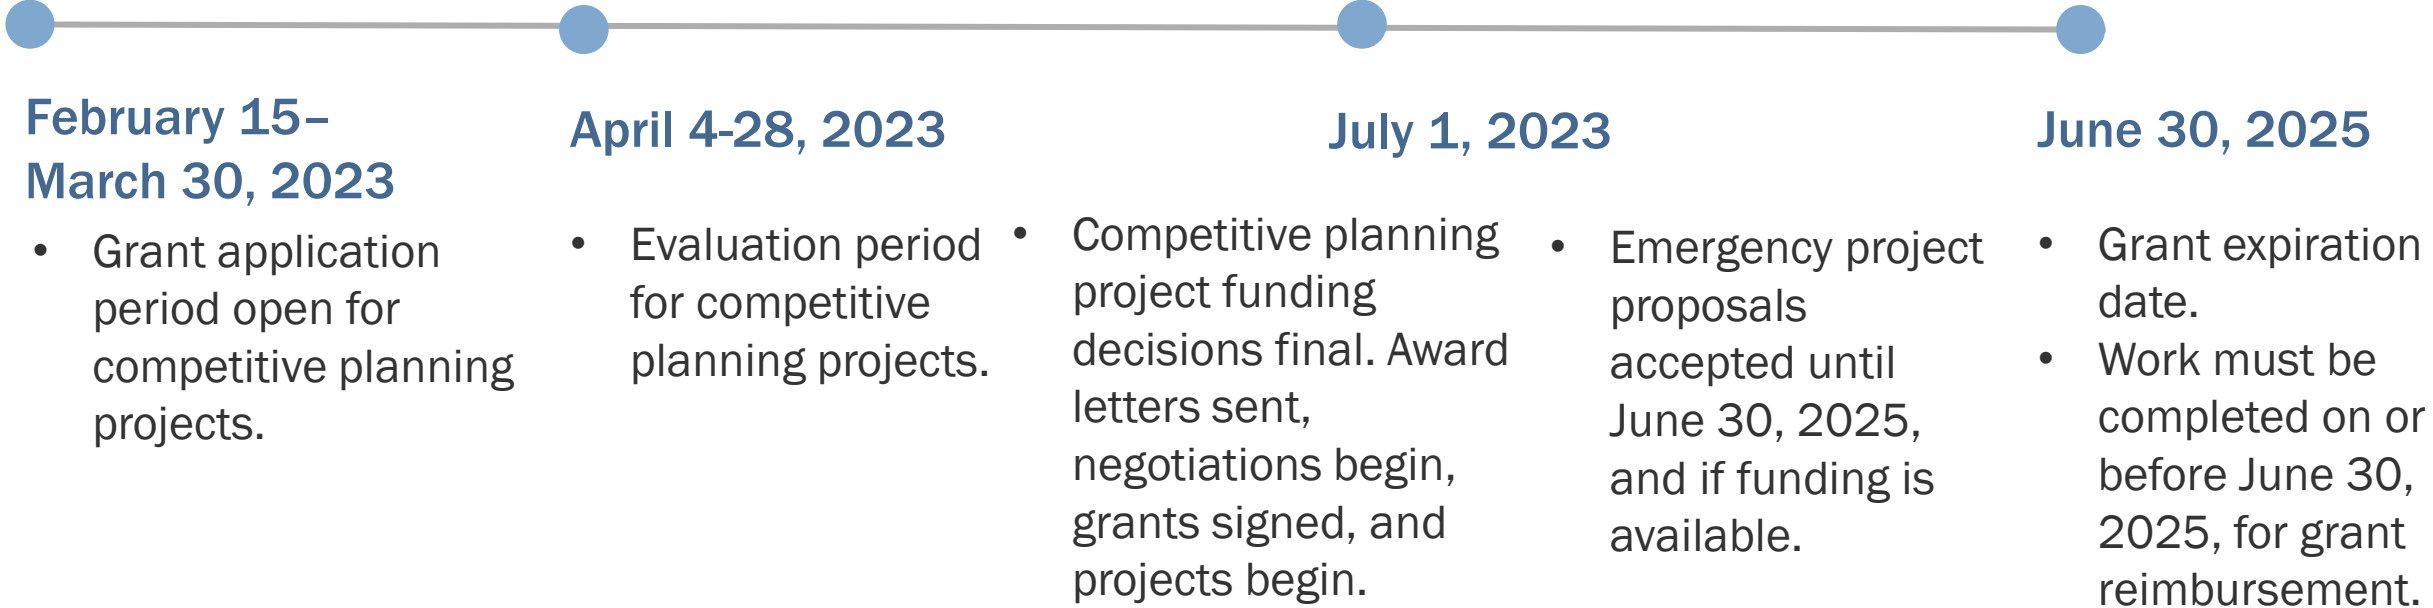 February 15–
March 30, 2023
• Grant application
period open for
competitive planning
projects.
April 4-28, 2023
• Evaluation period
for competitive
planning projects.
July 1, 2023
• Competitive planning
project funding
decisions final. Award
letters sent,
negotiations begin,
grants signed, and
projects begin.
• Emergency project
proposals
accepted until
June 30, 2025,
and if funding is
available.
June 30, 2025
• Grant expiration
date.
• Work must be
completed on or
before June 30,
2025, for grant
reimbursement.